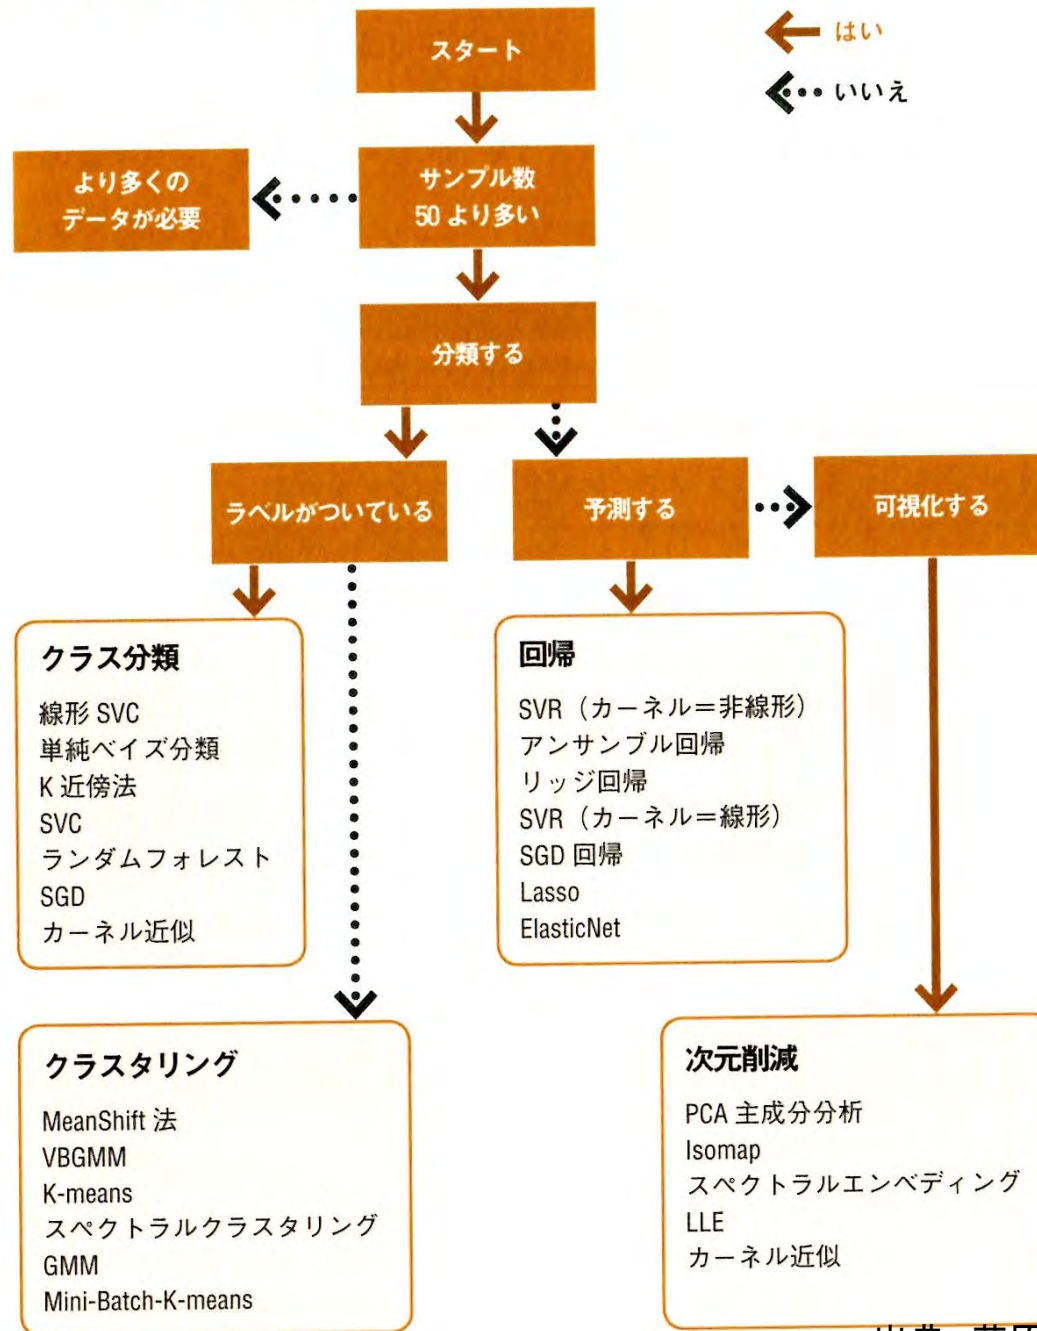 スタート
はい
いいえ
より多くの
データが必要
サンプル数
50 より多い
分類する
ラベルがついている
予測する
可視化する
クラス分類
線形 SVC
単純ベイズ分類
K 近傍法
SVC
ランダムフォレスト
SGD
カーネル近似
回帰
SVR（カーネル＝非線形）
アンサンブル回帰
リッジ回帰
SVR（カーネル＝線形）
SGD 回帰
Lasso
ElasticNet
クラスタリング
MeanShift 法
VBGMM
K-means
スペクトラルクラスタリング
GMM
Mini-Batch-K-means
次元削減
PCA 主成分分析
Isomap
スペクトラルエンベディング
LLE
カーネル近似